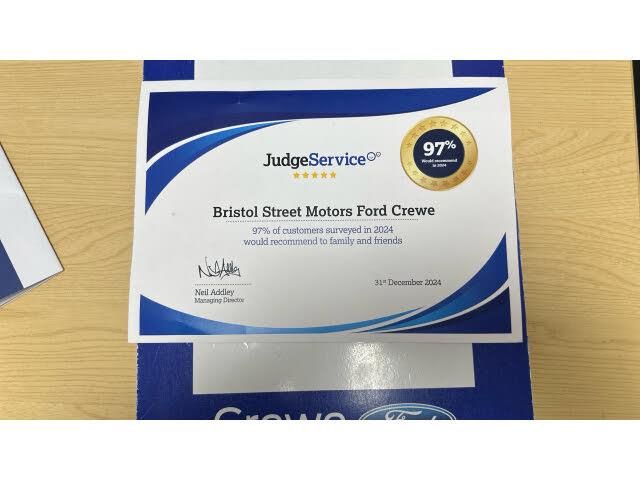 JudgeService
97%
Would recommend
in 2024
Bristol Street Motors Ford Crewe
97% of customers surveyed in 2024
would recommend to family and friends
Neil Addley
Managing Director
31st December 2024
Crewe
Ford